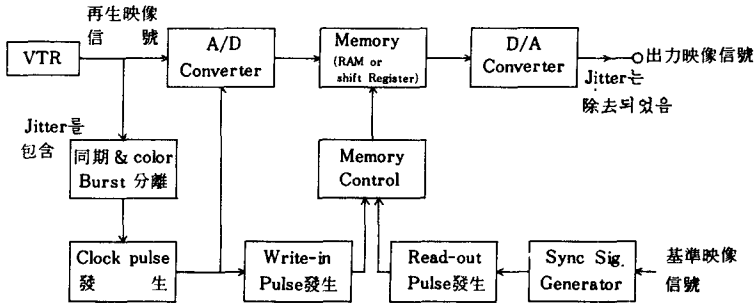 再生映像
信號
VTR
A/D
Converter
Memory
(RAM or
shift Register)
D/A
Converter
出力映像信號
Jitter는
除去되었음
Jitter를
包含
同期 & color
Burst 分離
Memory
Control
Clock pulse
發 生
Write-in
Pulse發生
Read-out
Pulse發生
Sync Sig.
Generator
基準映像
信號